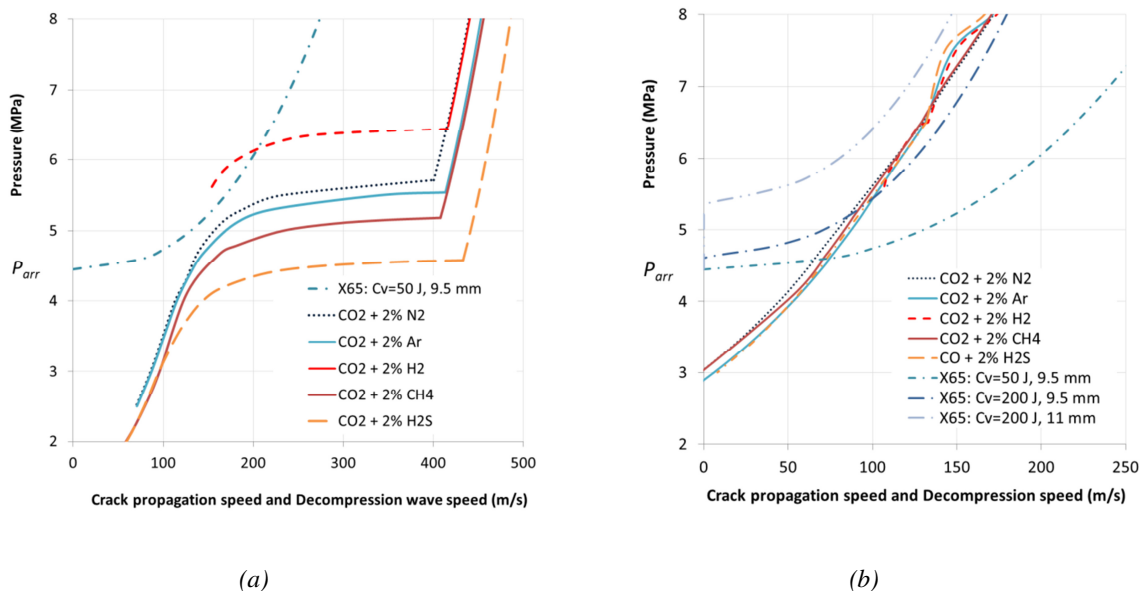 8
7
6
5
4
3
2
Pressure (MPa)
P_arr
X65: Cv=50 J, 9.5 mm
CO2 + 2% N2
CO2 + 2% Ar
CO2 + 2% H2
CO2 + 2% CH4
CO2 + 2% H2S
0 100 200 300 400 500
Crack propagation speed and Decompression wave speed (m/s)
(a)
8
7
6
5
4
3
2
Pressure (MPa)
P_arr
CO2 + 2% N2
CO2 + 2% Ar
CO2 + 2% H2
CO2 + 2% CH4
CO + 2% H2S
X65: Cv=50 J, 9.5 mm
X65: Cv=200 J, 9.5 mm
X65: Cv=200 J, 11 mm
0 50 100 150 200 250
Crack propagation speed and Decompression speed (m/s)
(b)